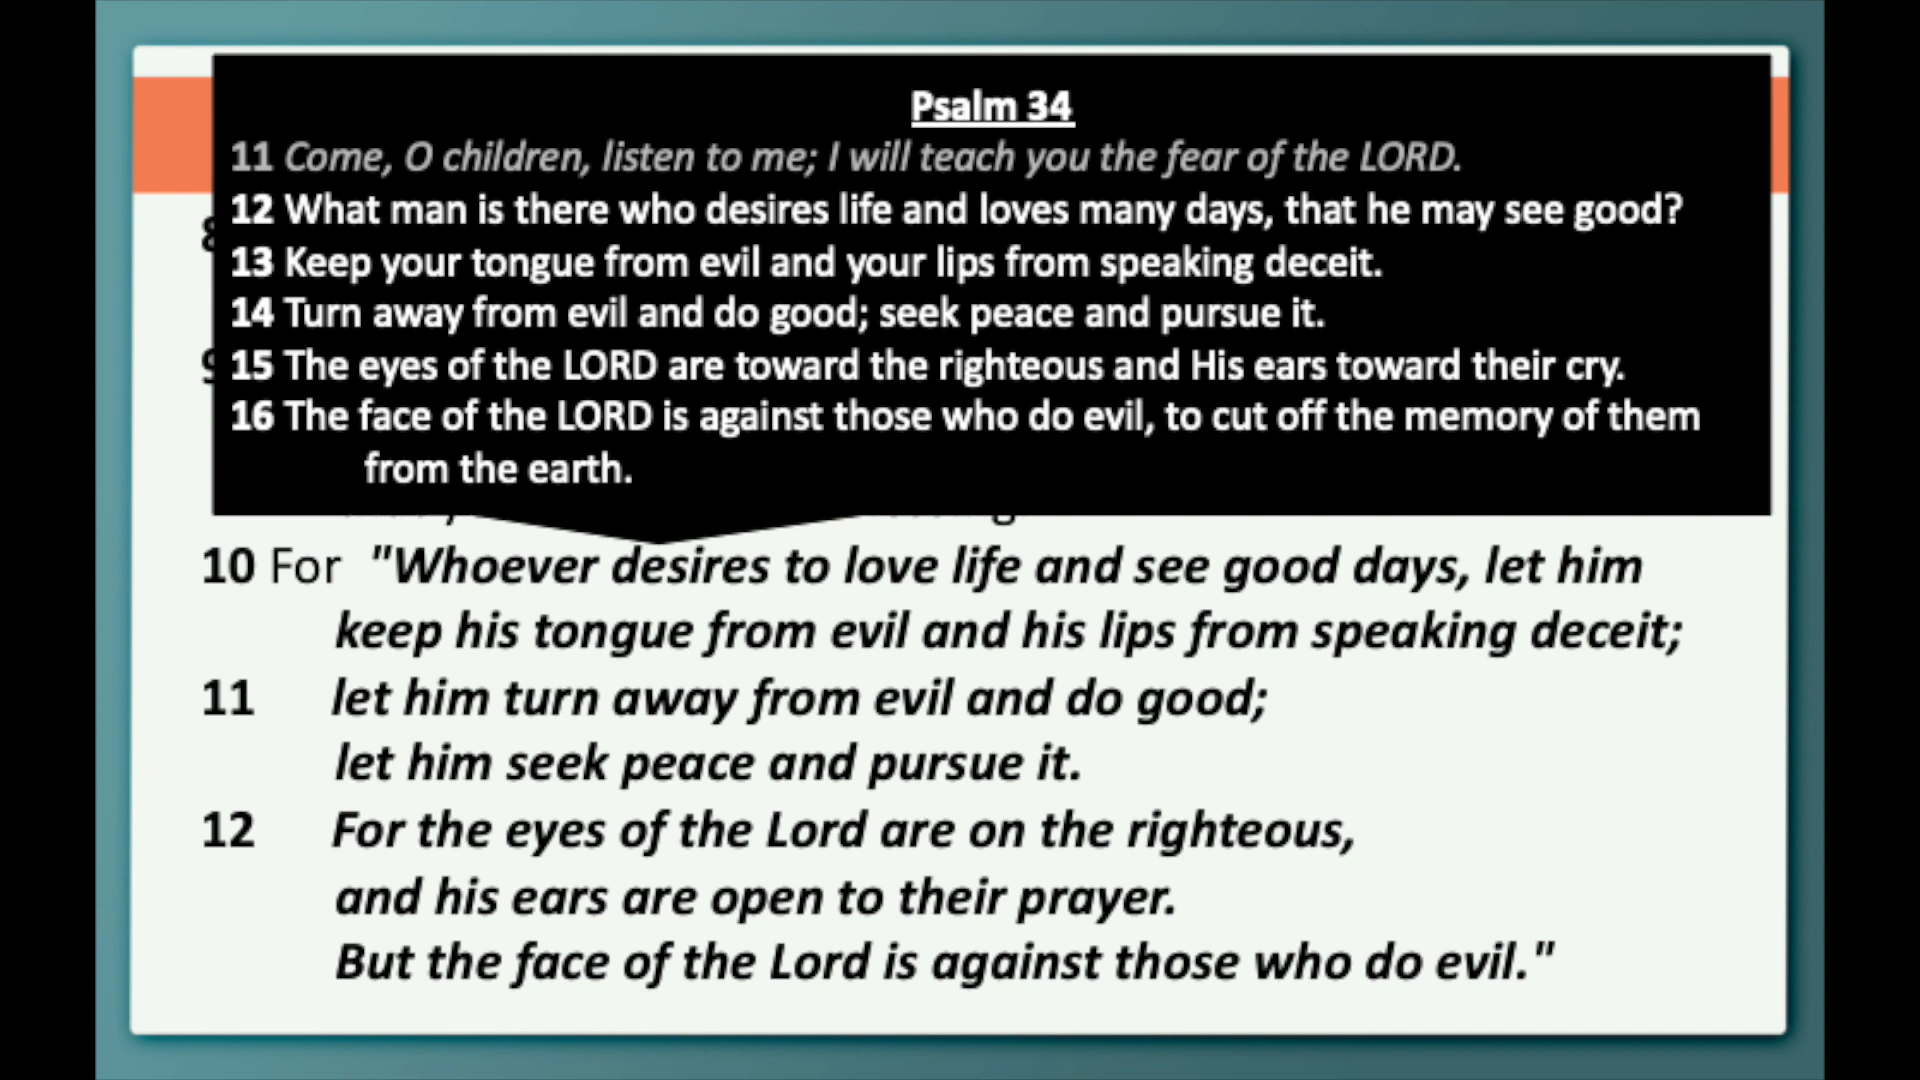 Psalm 34
11 Come, O children, listen to me; I will teach you the fear of the LORD.
12 What man is there who desires life and loves many days, that he may see good?
13 Keep your tongue from evil and your lips from speaking deceit.
14 Turn away from evil and do good; seek peace and pursue it.
15 The eyes of the LORD are toward the righteous and His ears toward their cry.
16 The face of the LORD is against those who do evil, to cut off the memory of them
from the earth.
10 For "Whoever desires to love life and see good days, let him
keep his tongue from evil and his lips from speaking deceit;
11 let him turn away from evil and do good;
let him seek peace and pursue it.
12 For the eyes of the Lord are on the righteous,
and his ears are open to their prayer.
But the face of the Lord is against those who do evil."